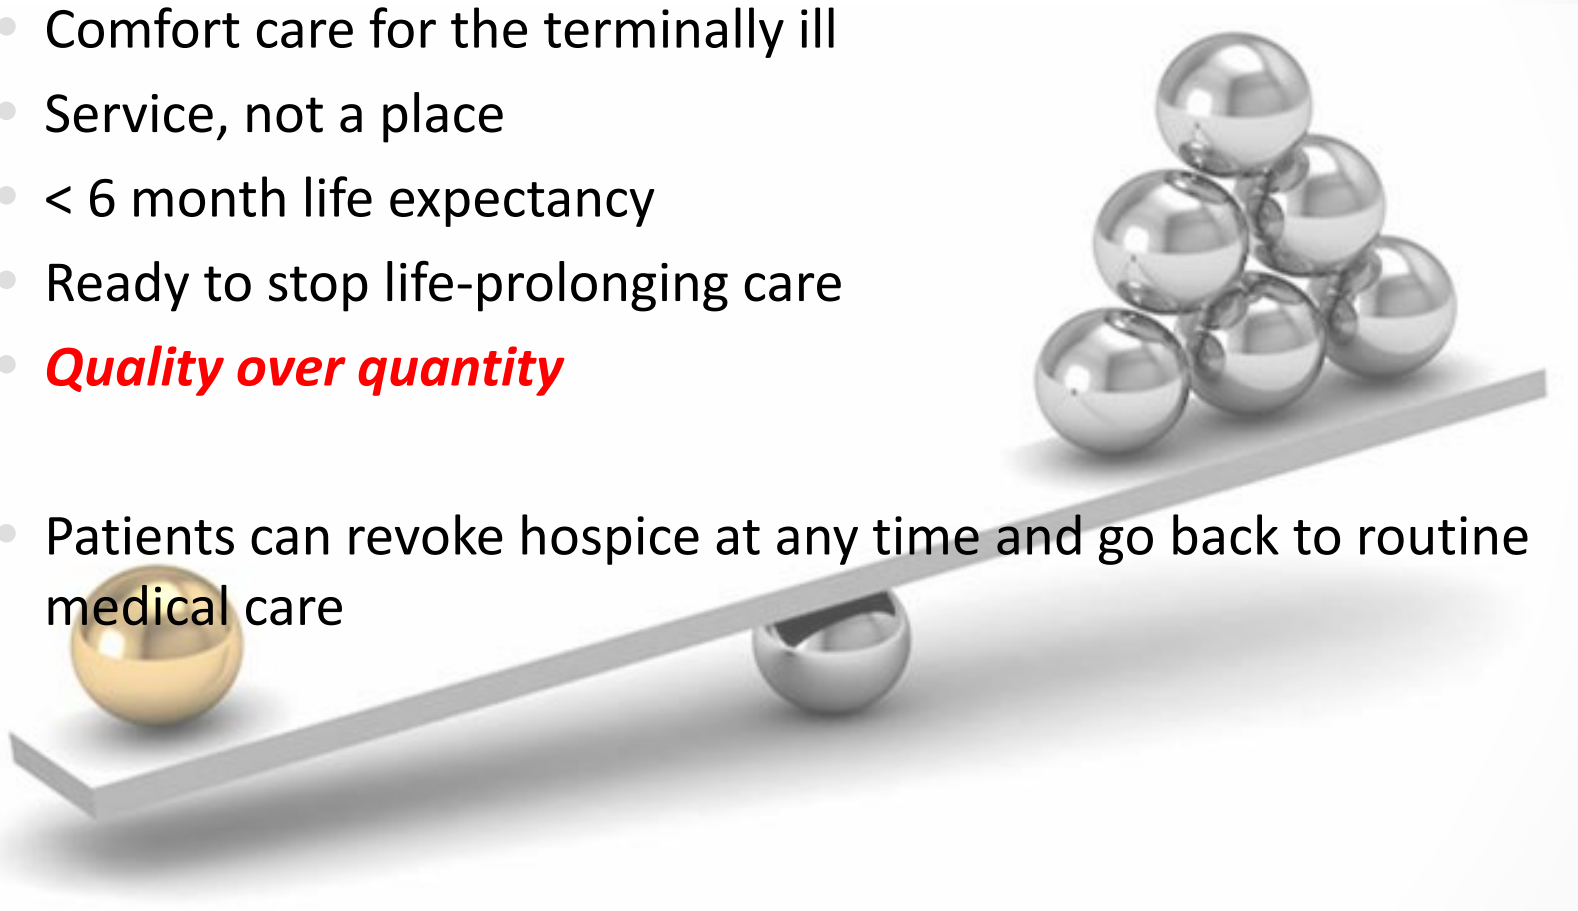 Comfort care for the terminally ill
Service, not a place
< 6 month life expectancy
Ready to stop life-prolonging care
Quality over quantity
Patients can revoke hospice at any time and go back to routine
medical care